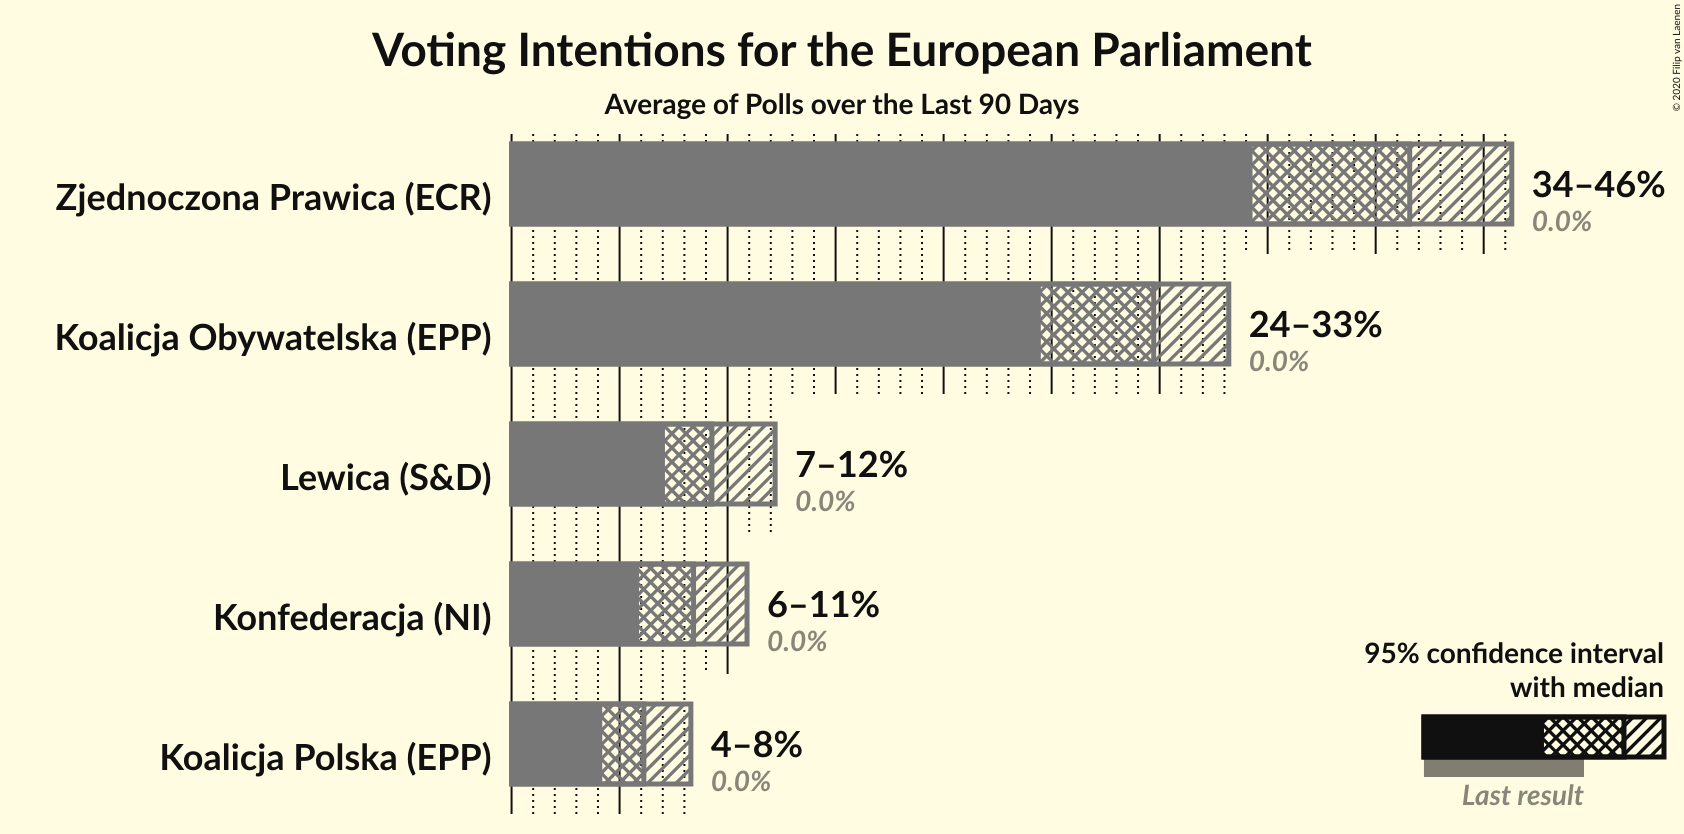 Voting Intentions for the European Parliament
Average of Polls over the Last 90 Days
© 2020 Filip van Laenen
Zjednoczona Prawica (ECR)
34–46%
0.0%
Koalicja Obywatelska (EPP)
24–33%
0.0%
Lewica (S&D)
7–12%
0.0%
Konfederacja (NI)
6–11%
0.0%
Koalicja Polska (EPP)
4–8%
0.0%
95% confidence interval
with median
Last result